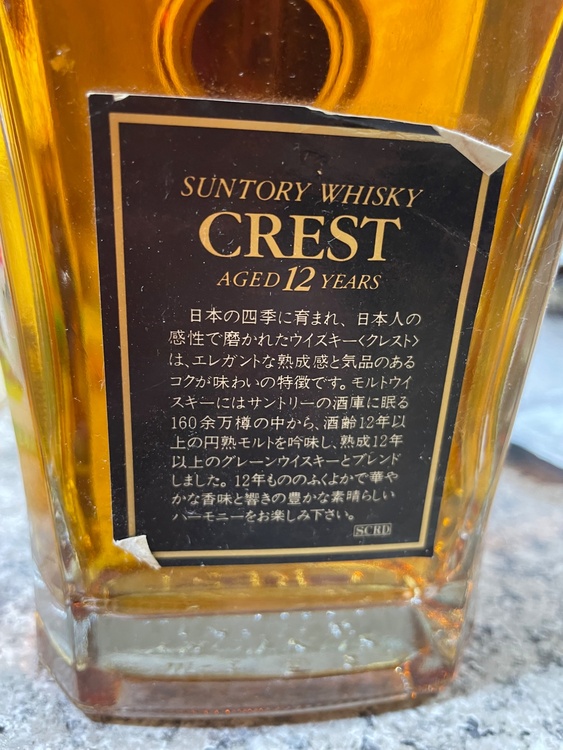 SUNTORY WHISKY
CREST
AGED 12 YEARS
日本の四季に育まれ、日本人の
感性で磨かれたウイスキー〈クレスト〉
は、エレガントな熟成感と気品のある
コクが味わいの特徴です。モルトウイ
スキーにはサントリーの酒庫に眠る
160余万樽の中から、酒齢12年以
上の円熟モルトを吟味し、熟成12年
以上のグレーンウイスキーとブレンド
しました。12年もののふくよかで華や
かな香味と響きの豊かな素晴らしい
ハーモニーをお楽しみ下さい。
SCRD